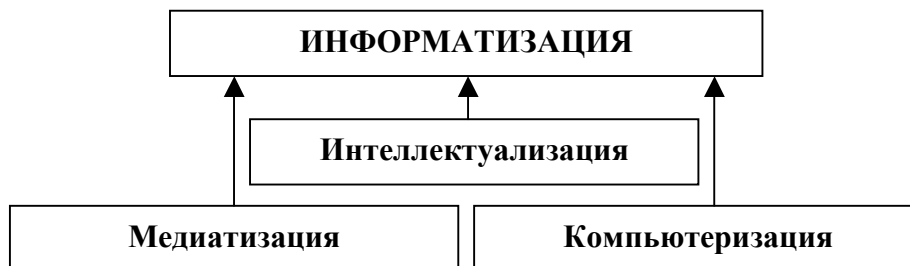 ИНФОРМАТИЗАЦИЯ
Интеллектуализация
Медиатизация
Компьютеризация